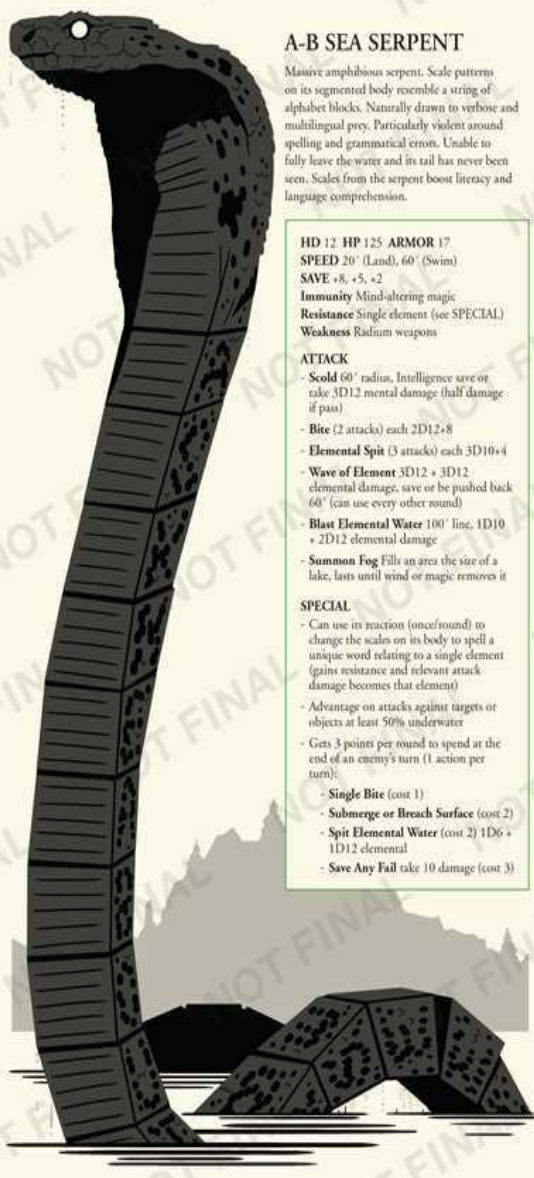 A-B SEA SERPENT
Massive amphibious serpent. Scale patterns
on its segmented body resemble a string of
alphabet blocks. Naturally drawn to verbose and
multilingual prey. Particularly violent around
spelling and grammatical errors. Unable to
fully leave the water and its tail has never been
seen. Scales from the serpent boost literacy and
language comprehension.
HD 12 HP 125 ARMOR 17
SPEED 20´ (Land), 60´ (Swim)
SAVE +8, +5, +2
Immunity Mind-altering magic
Resistance Single element (see SPECIAL)
Weakness Radium weapons
ATTACK
- Scold 60´ radius, Intelligence save or
take 3D12 mental damage (half damage
if pass)
- Bite (2 attacks) each 2D12+8
- Elemental Spit (3 attacks) each 3D10+4
- Wave of Element 3D12 + 3D12
elemental damage, save or be pushed back
60´ (can use every other round)
- Blast Elemental Water 100´ line, 1D10
+ 2D12 elemental damage
- Summon Fog Fills an area the size of a
lake, lasts until wind or magic removes it
SPECIAL
- Can use its reaction (once/round) to
change the scales on its body to spell a
unique word relating to a single element
(gains resistance and relevant attack
damage becomes that element)
- Advantage on attacks against targets or
objects at least 50% underwater
- Gets 3 points per round to spend at the
end of an enemy's turn (1 action per
turn):
- Single Bite (cost 1)
- Submerge or Breach Surface (cost 2)
- Spit Elemental Water (cost 2) 1D6 +
1D12 elemental
- Save Any Fail take 10 damage (cost 3)
NOT FINAL